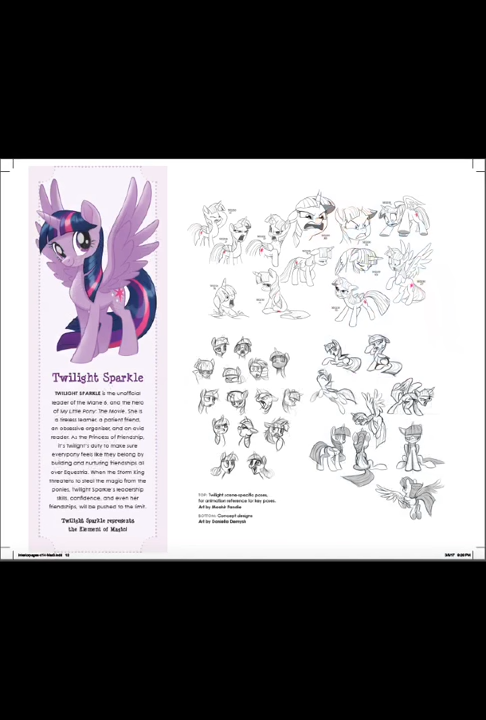 Twilight Sparkle
TWILIGHT SPARKLE is the unofficial
leader of the Mane 6, and the hero
of My Little Pony: The Movie. She is
a tireless learner, a patient friend,
an obsessive organizer, and an avid
reader. As the Princess of Friendship,
it's Twilight's duty to make sure
everypony feels like they belong by
building and nurturing friendships all
over Equestria. When the Storm King
threatens to steal the magic from the
ponies, Twilight Sparkle's leadership
skills, confidence, and even her
friendships, will be pushed to the limit.
Twilight Sparkle represents
the Element of Magic!
TOP: Twilight scene-specific poses,
for animation reference for key poses.
Art by
BOTTOM: Concept designs
Art by